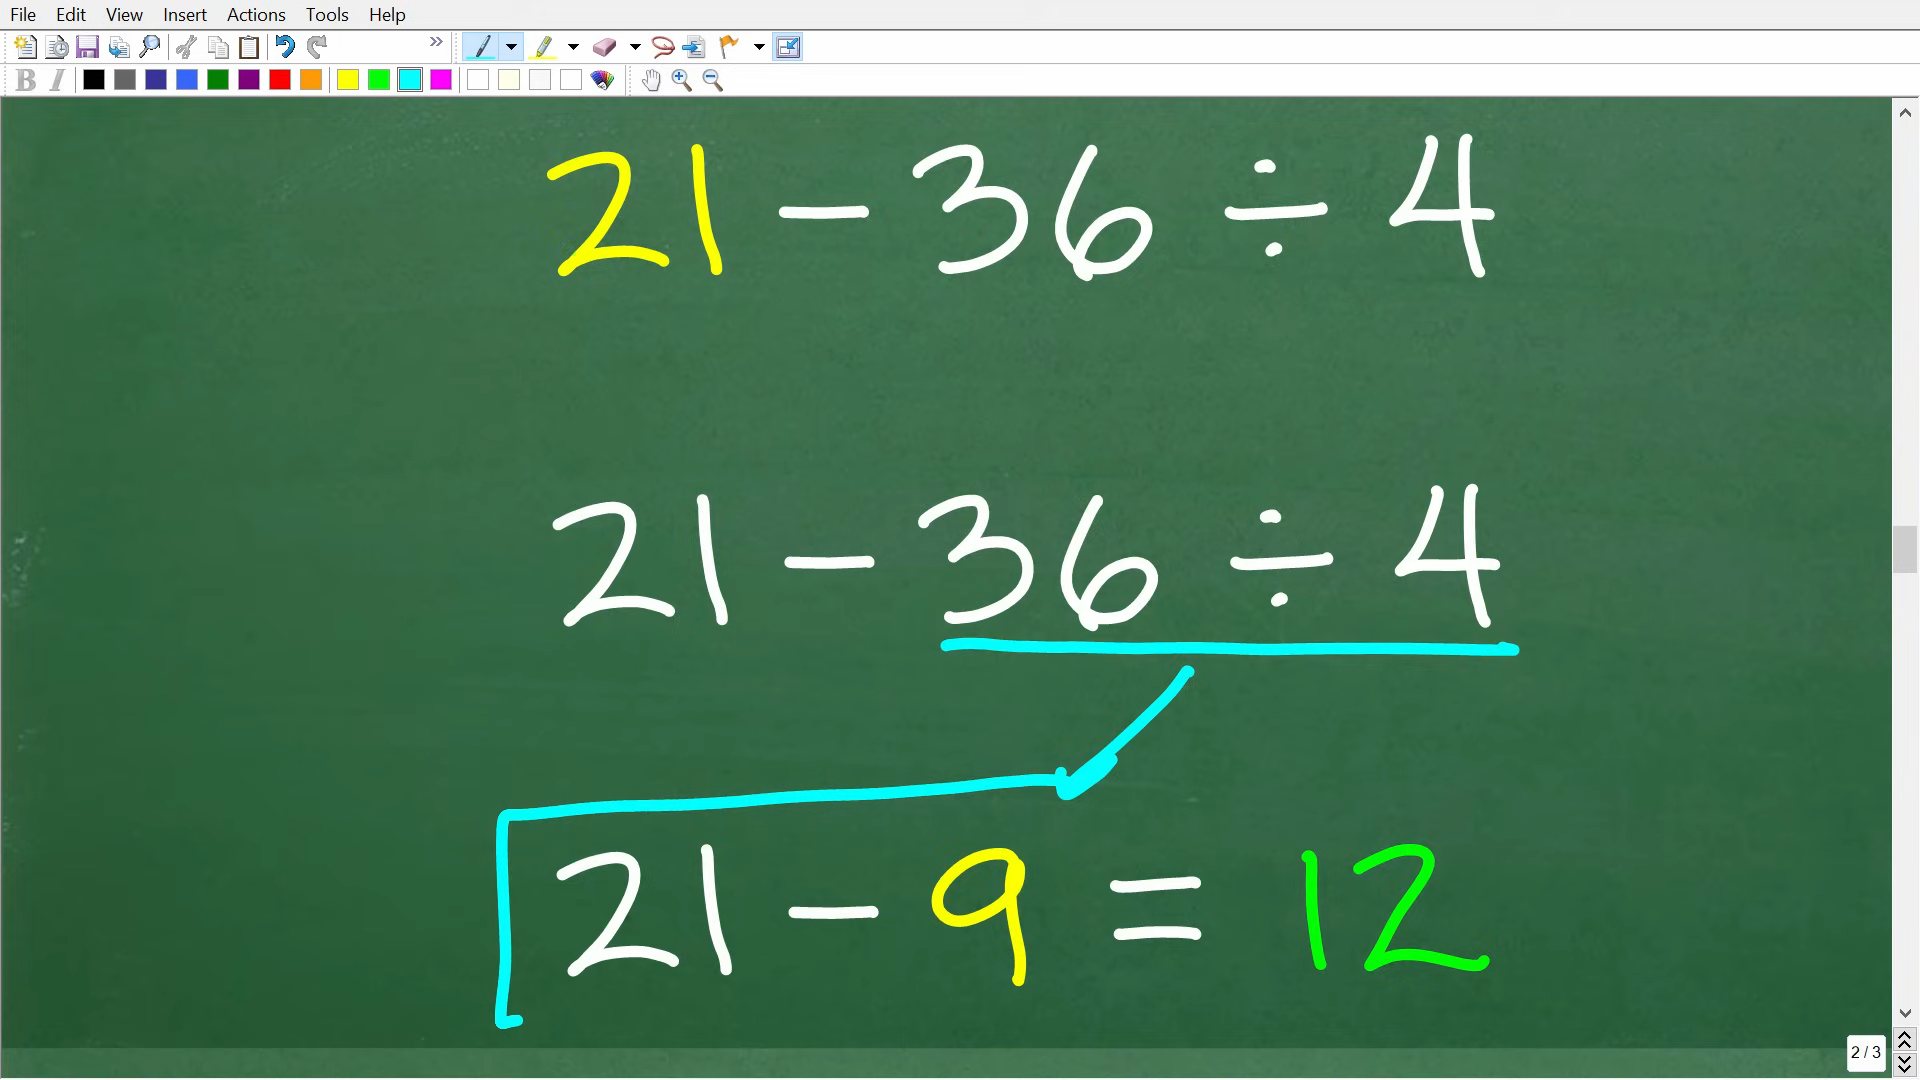 File Edit View Insert Actions Tools Help
B I
21 − 36 ÷ 4
21 − 36 ÷ 4
21 − 9 = 12
2 / 3